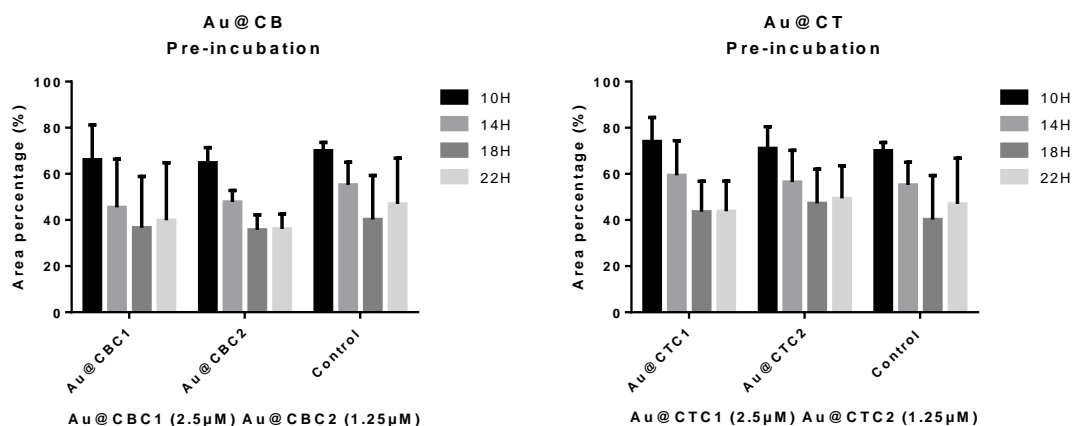 Au@CB
Pre-incubation
Area percentage (%)
100
80
60
40
20
0
10H
14H
18H
22H
Au@CBC1
Au@CBC2
Control
Au@CBC1 (2.5µM) Au@CBC2 (1.25µM)
Au@CT
Pre-incubation
Area percentage (%)
100
80
60
40
20
0
10H
14H
18H
22H
Au@CTC1
Au@CTC2
Control
Au@CTC1 (2.5µM) Au@CTC2 (1.25µM)